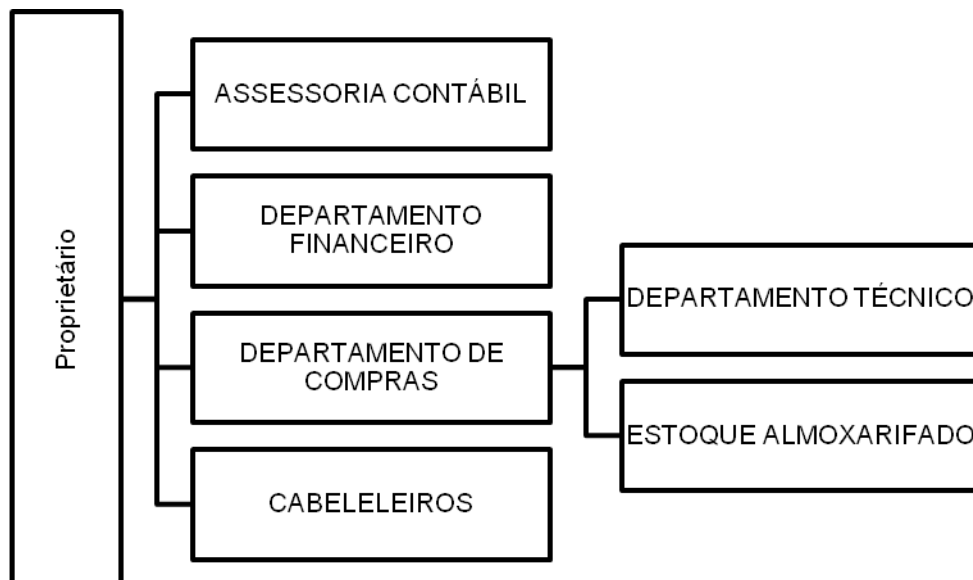 Proprietário
ASSESSORIA CONTÁBIL
DEPARTAMENTO
FINANCEIRO
DEPARTAMENTO DE
COMPRAS
CABELELEIROS
DEPARTAMENTO TÉCNICO
ESTOQUE ALMOXARIFADO